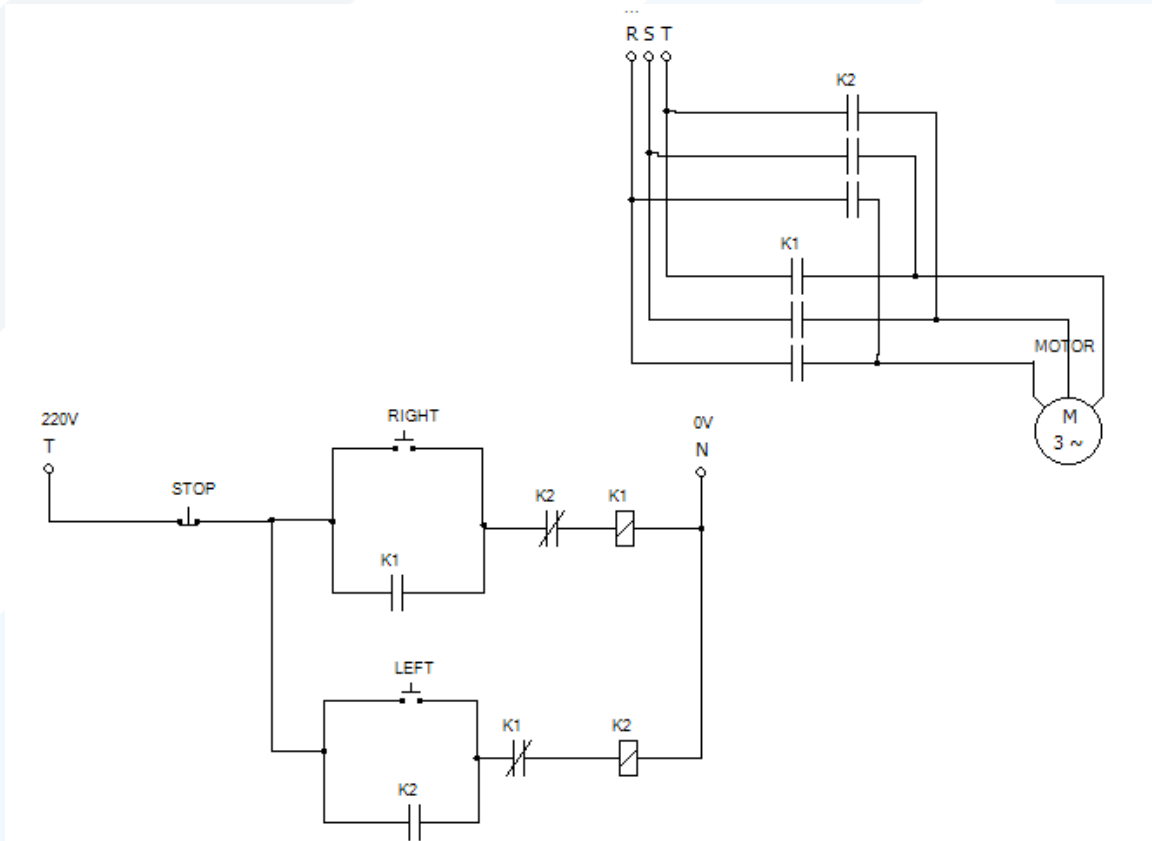 ...
R S T
K2
K1
MOTOR
M
3 ~
220V
T
STOP
RIGHT
K1
K2
K1
0V
N
LEFT
K2
K1
K2